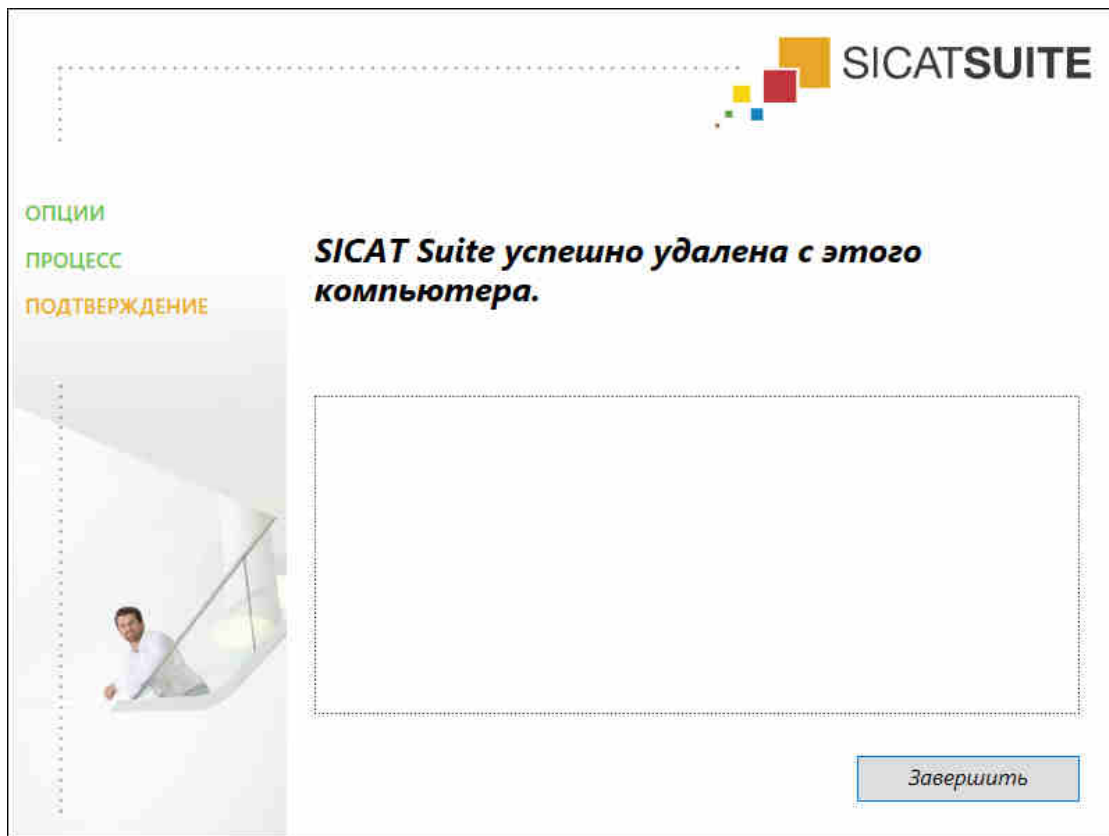 SICATSUITE
ОПЦИИ
ПРОЦЕСС
ПОДТВЕРЖДЕНИЕ
SICAT Suite успешно удалена с этого
компьютера.
Завершить